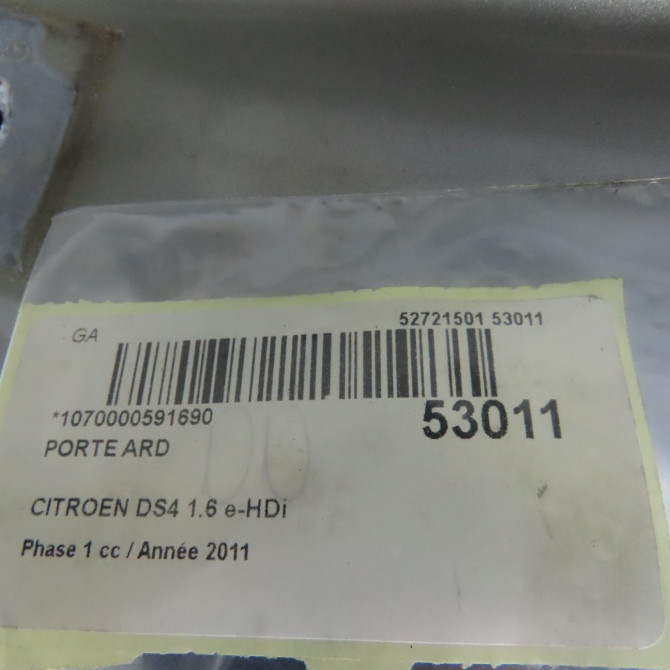 52721501 53011
GA
*1070000591690
53011
PORTE ARD
CITROEN DS4 1.6 e-HDi
Phase 1 cc / Année 2011